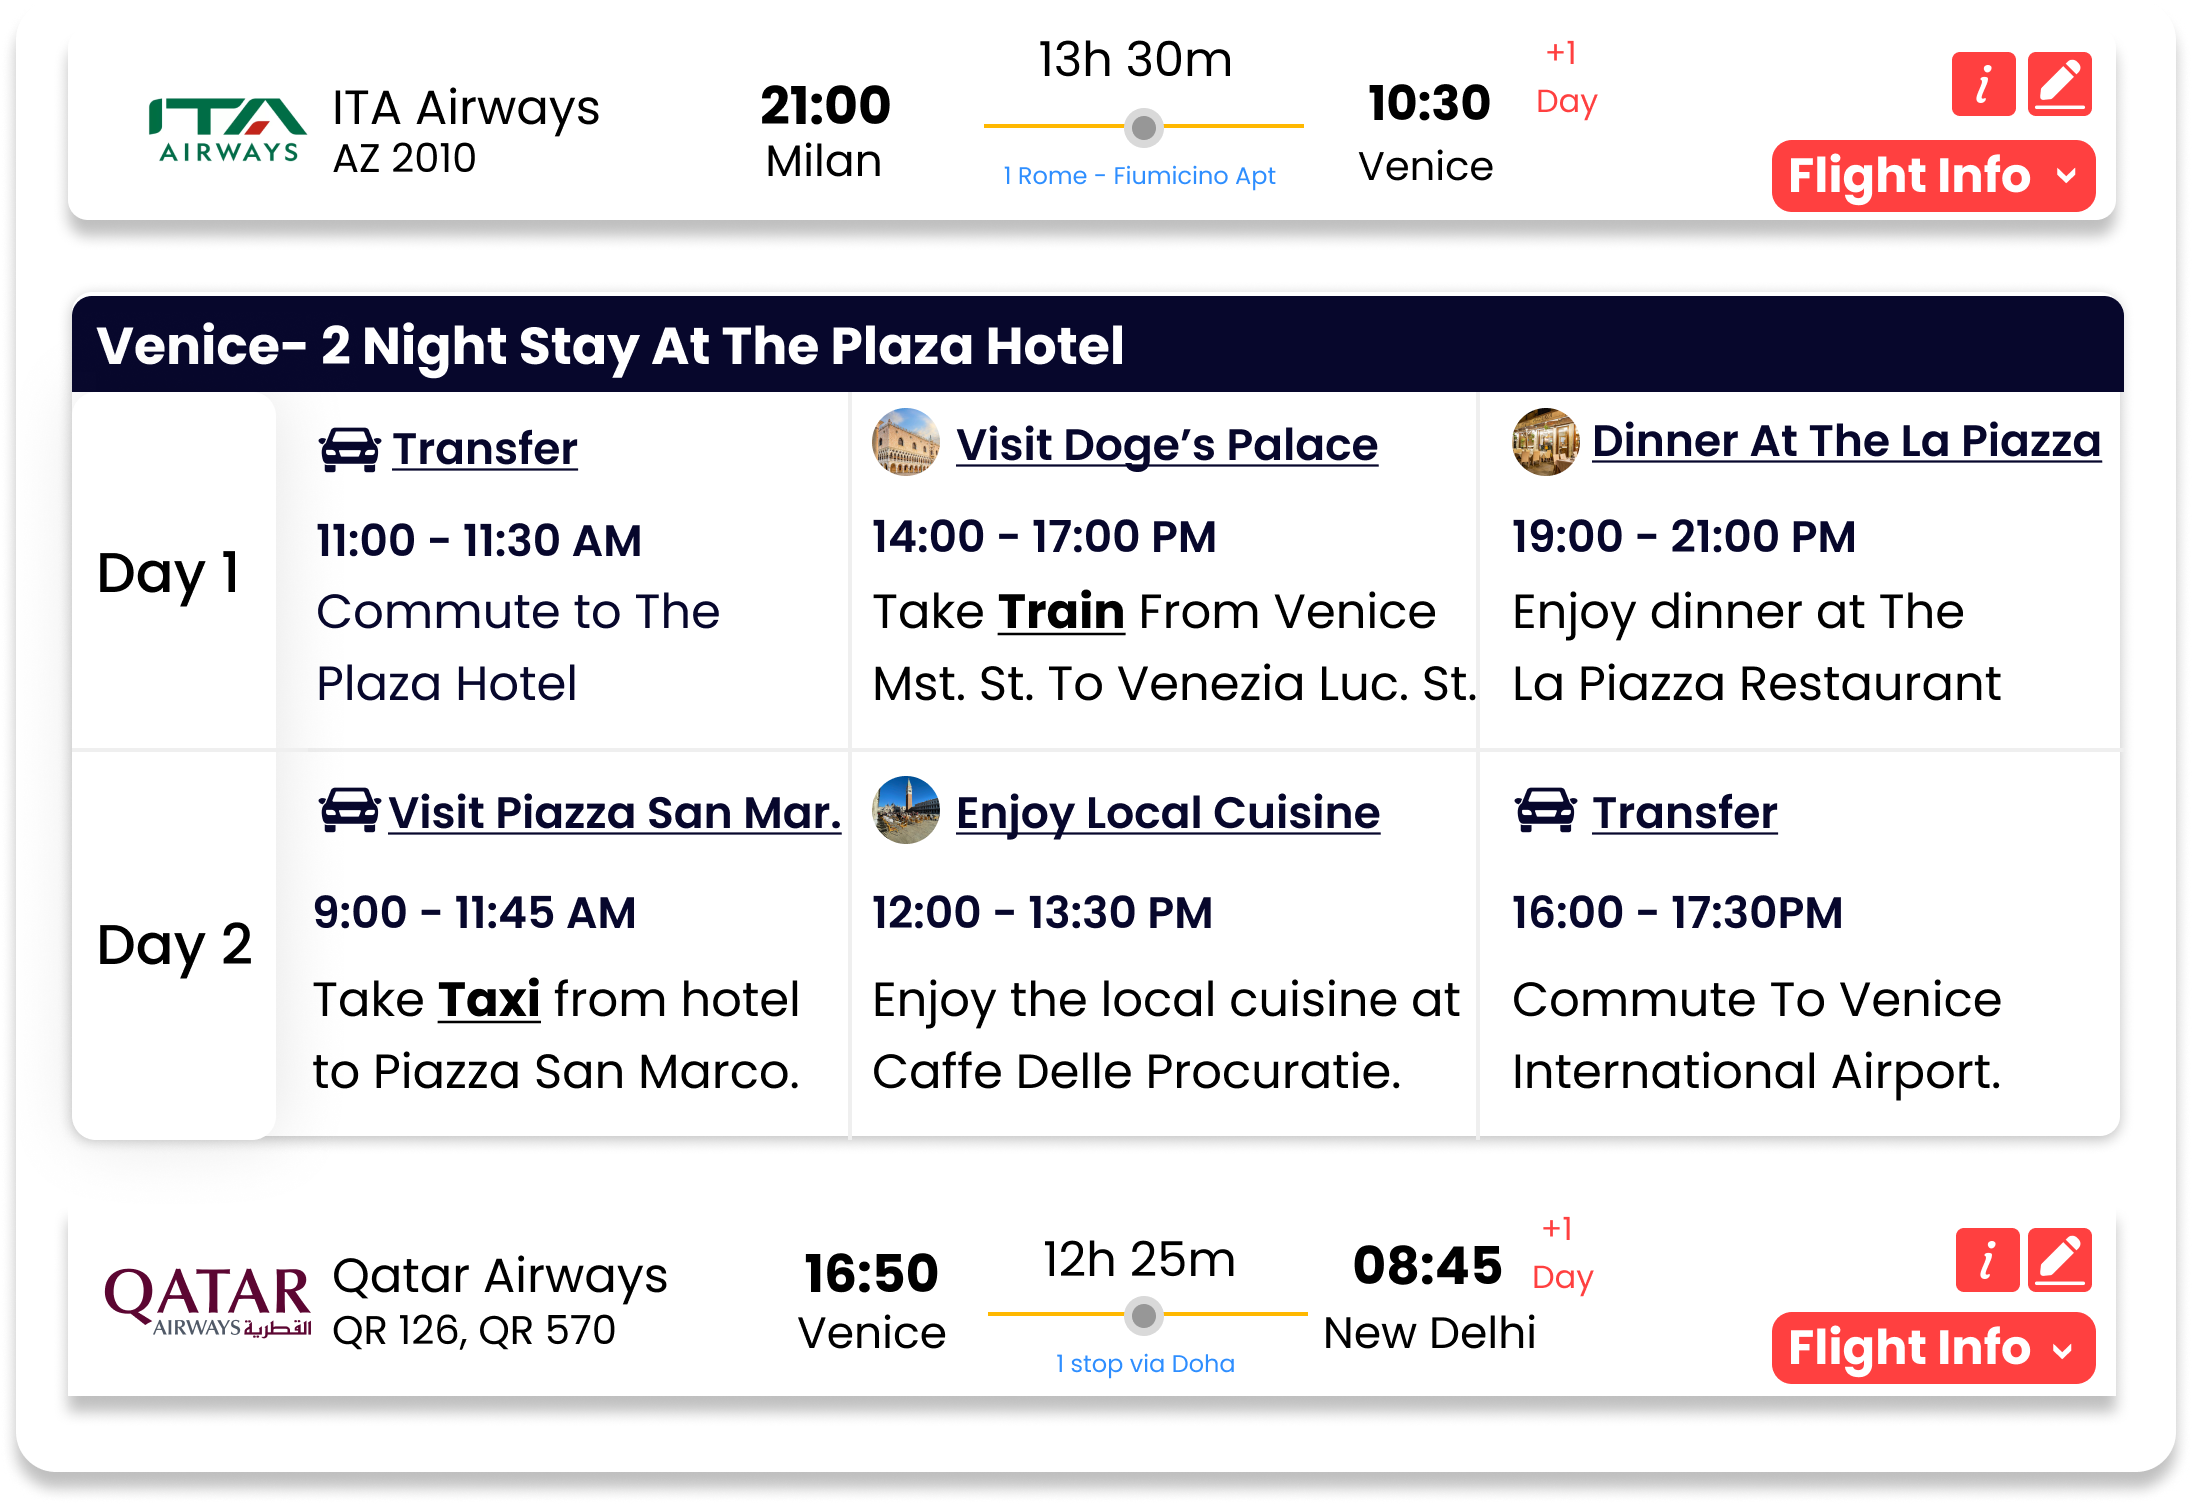 13h 30m
+1
Day
ITA
AIRWAYS
ITA Airways
AZ 2010
21:00
Milan
1 Rome - Fiumicino Apt
10:30
Venice
i
Flight Info
Venice- 2 Night Stay At The Plaza Hotel
Day 1
Transfer
11:00 - 11:30 AM
Commute to The
Plaza Hotel
Visit Doge’s Palace
14:00 - 17:00 PM
Take Train From Venice
Mst. St. To Venezia Luc. St.
Dinner At The La Piazza
19:00 - 21:00 PM
Enjoy dinner at The
La Piazza Restaurant
Day 2
Visit Piazza San Mar.
9:00 - 11:45 AM
Take Taxi from hotel
to Piazza San Marco.
Enjoy Local Cuisine
12:00 - 13:30 PM
Enjoy the local cuisine at
Caffe Delle Procuratie.
Transfer
16:00 - 17:30PM
Commute To Venice
International Airport.
QATAR
AIRWAYS القطرية
Qatar Airways
QR 126, QR 570
16:50
Venice
12h 25m
1 stop via Doha
08:45
New Delhi
+1
Day
i
Flight Info